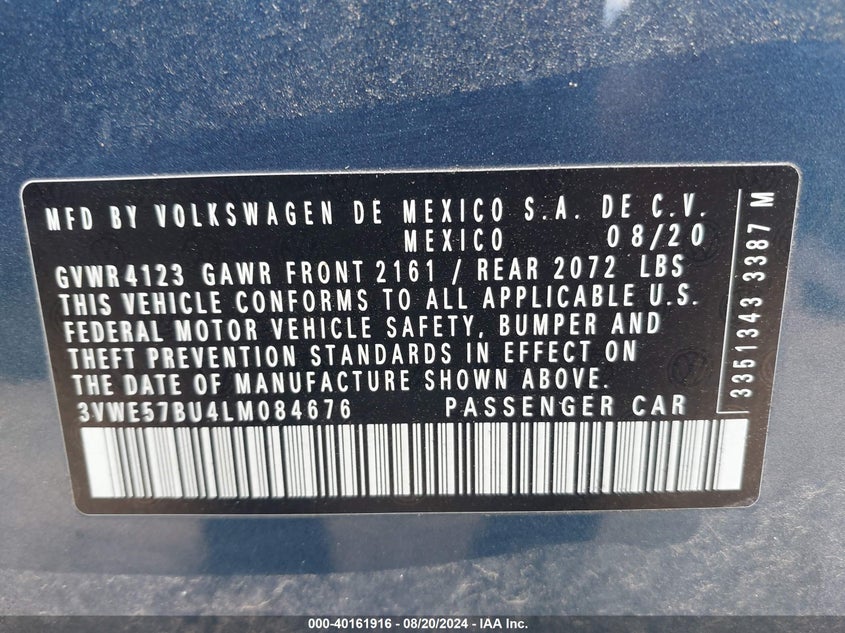 MFD BY VOLKSWAGEN DE MEXICO S.A. DE C.V.
MEXICO 08/20
GVWR 4123 GAWR FRONT 2161 / REAR 2072 LBS
THIS VEHICLE CONFORMS TO ALL APPLICABLE U.S.
FEDERAL MOTOR VEHICLE SAFETY, BUMPER AND
THEFT PREVENTION STANDARDS IN EFFECT ON
THE DATE OF MANUFACTURE SHOWN ABOVE.
3VWE57BU4LM084676 PASSENGER CAR
3351343 3387 M
000-40161916 - 08/20/2024 - IAA Inc.